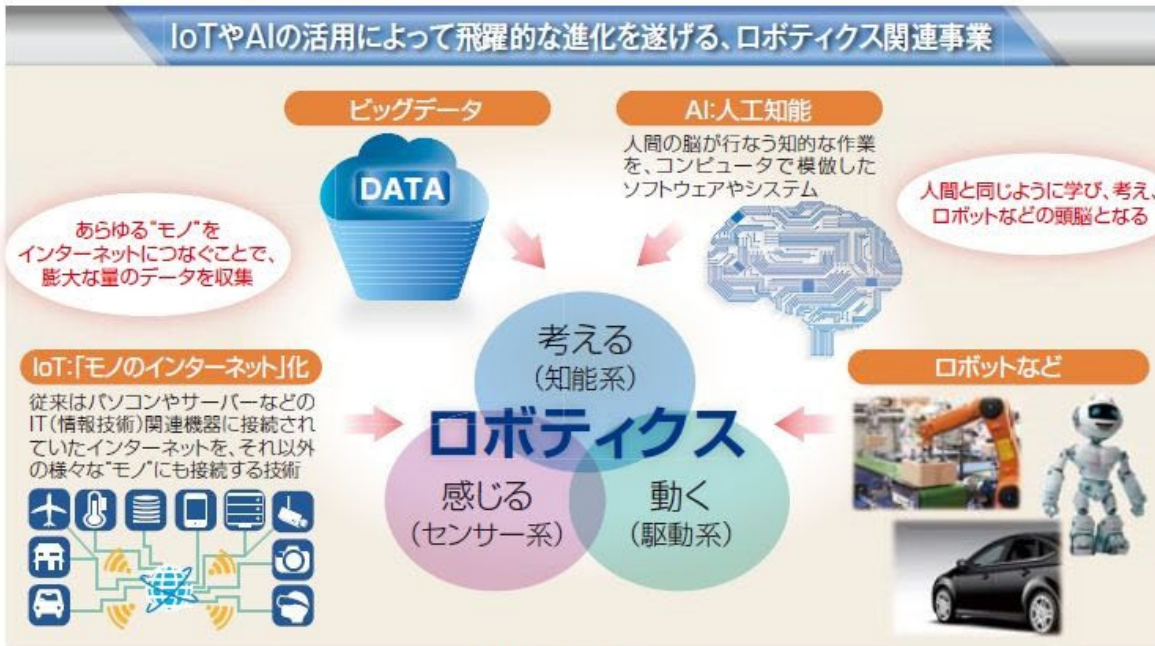 IoTやAIの活用によって飛躍的な進化を遂げる、ロボティクス関連事業
ビッグデータ
DATA
AI:人工知能
人間の脳が行なう知的な作業
を、コンピュータで模倣した
ソフトウェアやシステム
あらゆる“モノ”を
インターネットにつなぐことで、
膨大な量のデータを収集
人間と同じように学び、考え、
ロボットなどの頭脳となる
IoT:「モノのインターネット」化
従来はパソコンやサーバーなどの
IT(情報技術)関連機器に接続され
ていたインターネットを、それ以外
の様々な“モノ”にも接続する技術
考える
(知能系)
ロボティクス
感じる
(センサー系)
動く
(駆動系)
ロボットなど